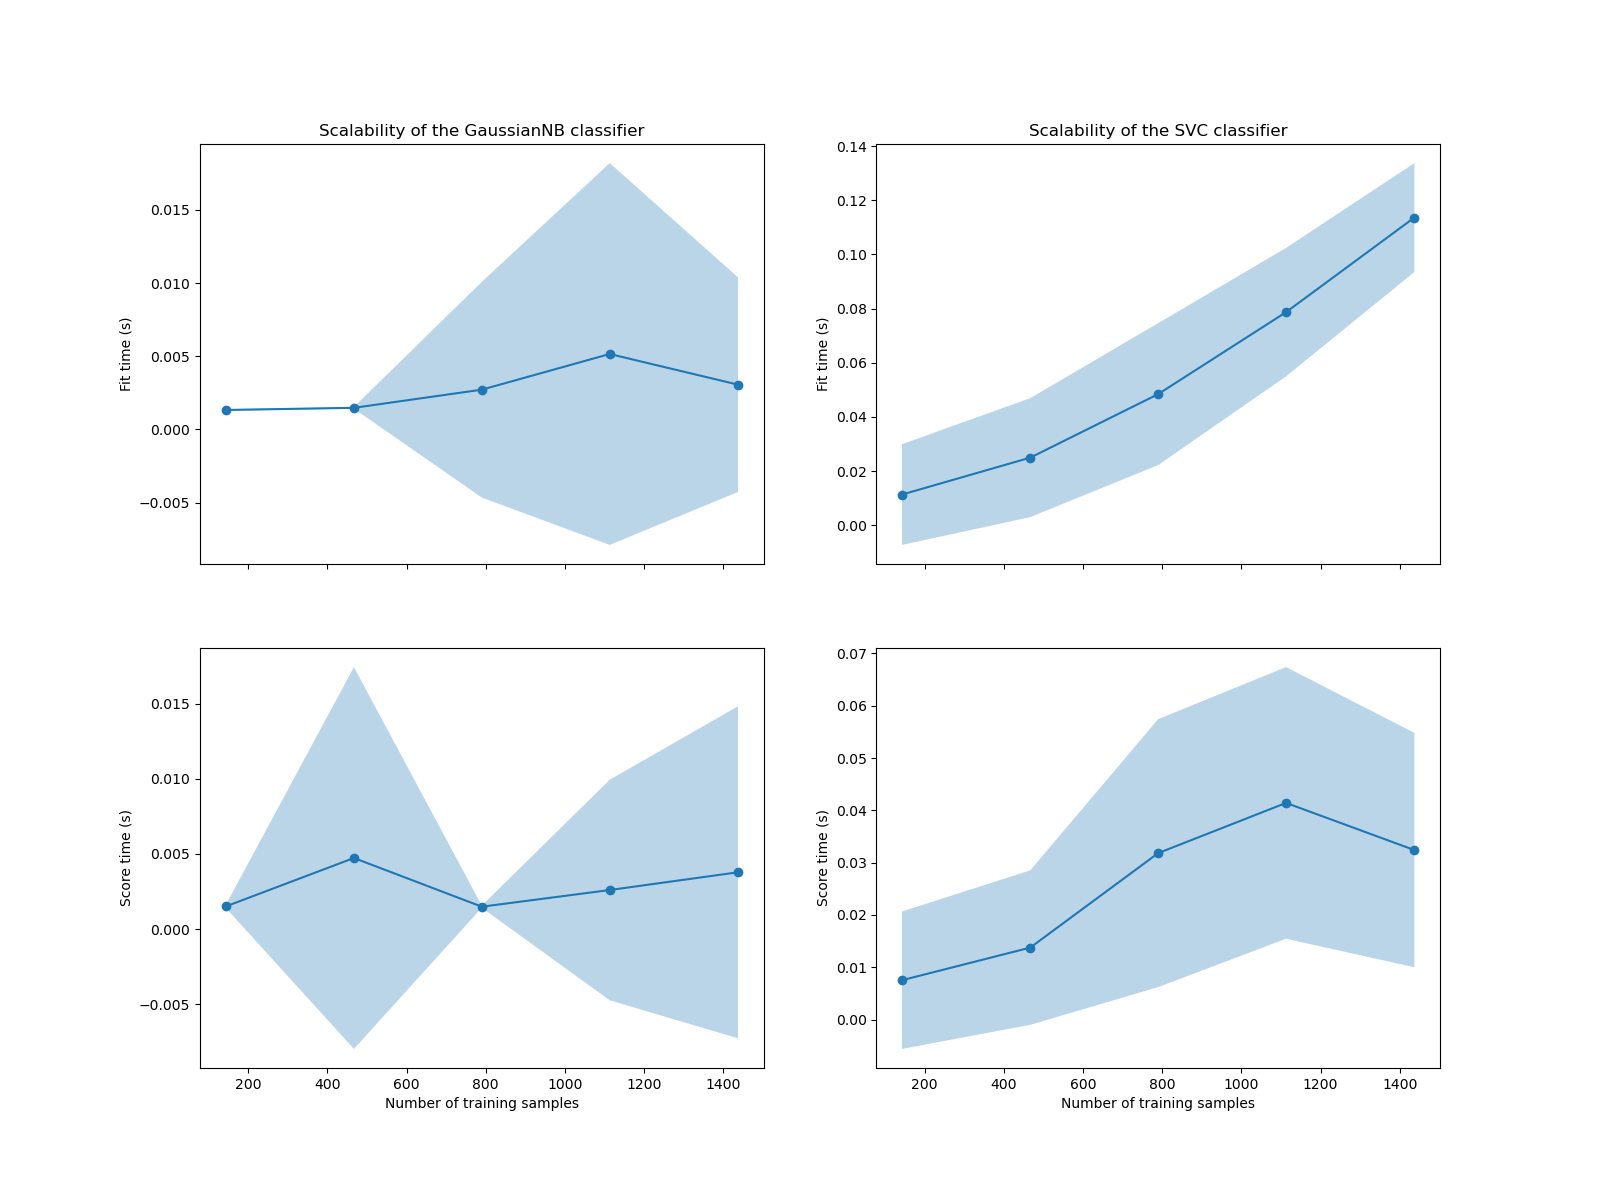 Scalability of the GaussianNB classifier
0.015
0.010
0.005
0.000
−0.005
Fit time (s)
Scalability of the SVC classifier
0.14
0.12
0.10
0.08
0.06
0.04
0.02
0.00
Fit time (s)
0.015
0.010
0.005
0.000
−0.005
Score time (s)
200 400 600 800 1000 1200 1400
Number of training samples
0.07
0.06
0.05
0.04
0.03
0.02
0.01
0.00
Score time (s)
200 400 600 800 1000 1200 1400
Number of training samples